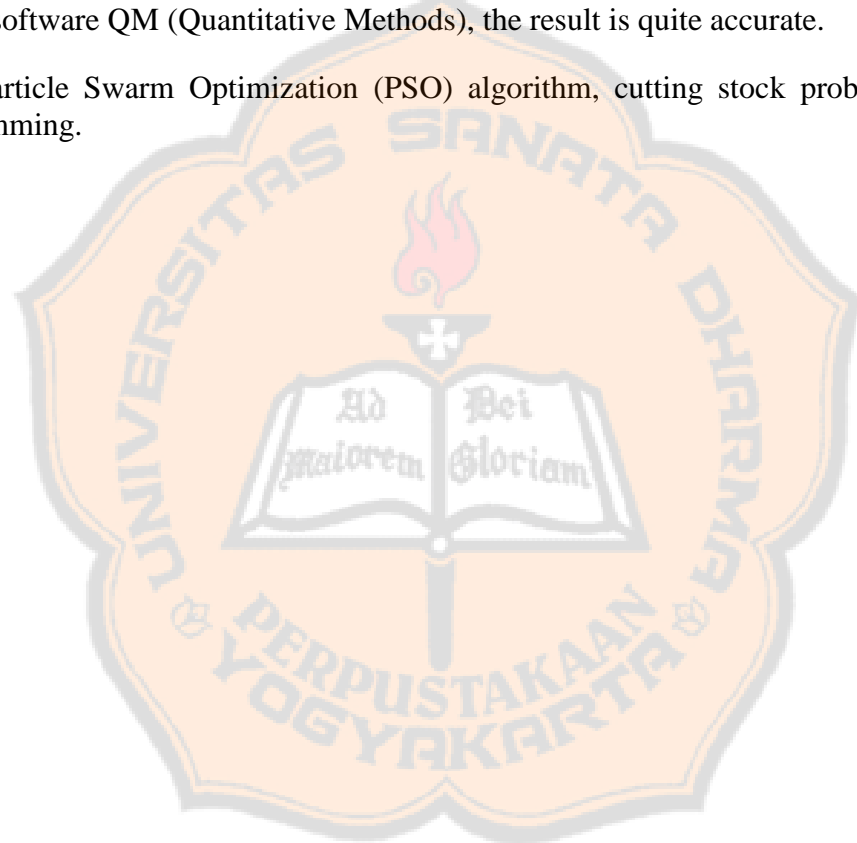 software QM (Quantitative Methods), the result is quite accurate.
article Swarm Optimization (PSO) algorithm, cutting stock prob
mming.
UNIVERSITAS SANATA DHARMA
Ad
Maiorem
Dei
Gloriam
PERPUSTAKAAN
YOGYAKARTA